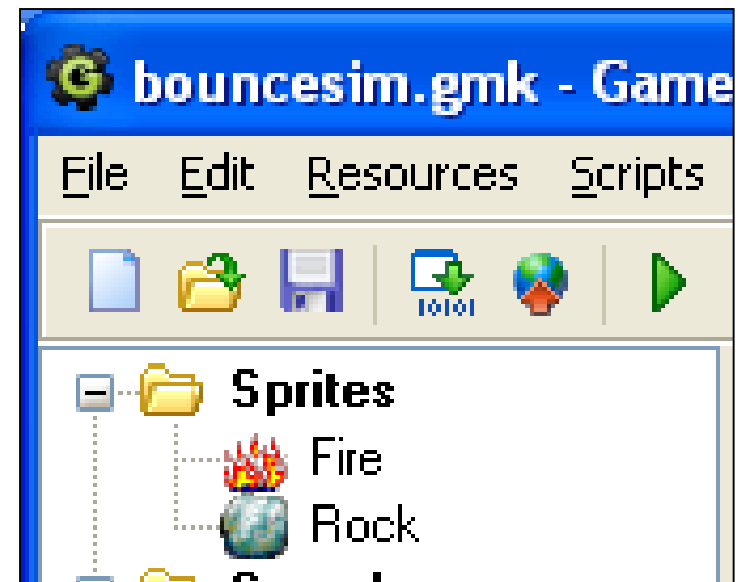 bouncesim.gmk - Game
File Edit Resources Scripts
Sprites
Fire
Rock